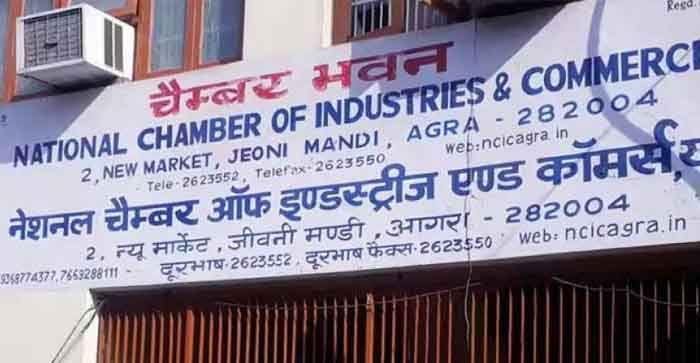 Regd.
चैम्बर भवन
NATIONAL CHAMBER OF INDUSTRIES & COMMERCE
2, NEW MARKET, JEONI MANDI, AGRA - 282004
Tele-2623552, Telefax-2623550 Web:ncicagra.in
नेशनल चैम्बर ऑफ इण्डस्ट्रीज एण्ड कॉमर्स,
2, न्यू मार्केट, जीवनी मण्डी, आगरा - 282004
दूरभाष:2623552, दूरभाष फैक्स:2623550 Web: ncicagra.in